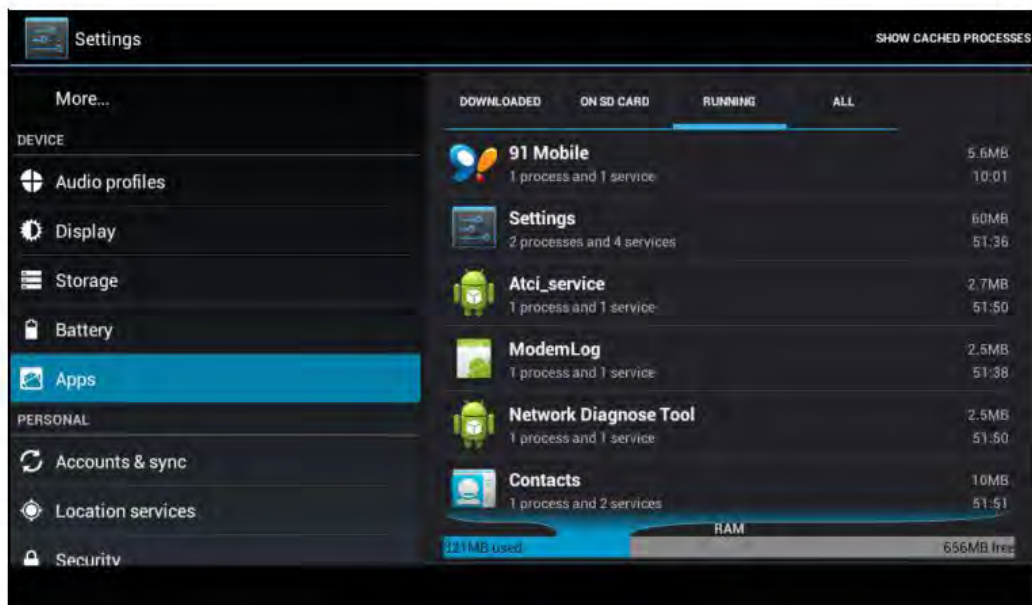 Settings
SHOW CACHED PROCESSES
More...
DEVICE
Audio profiles
Display
Storage
Battery
Apps
PERSONAL
Accounts & sync
Location services
Security
DOWNLOADED ON SD CARD RUNNING ALL
91 Mobile 5.6MB
1 process and 1 service 10:01
Settings 60MB
2 processes and 4 services 51:36
Atci_service 2.7MB
1 process and 1 service 51:50
ModemLog 2.5MB
1 process and 1 service 51:38
Network Diagnose Tool 2.5MB
1 process and 1 service 51:50
Contacts 10MB
1 process and 2 services 51:51
RAM
321MB used 656MB free